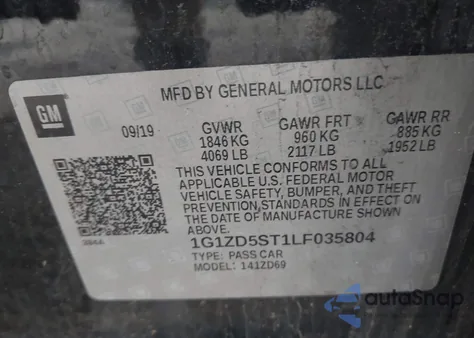 MFD BY GENERAL MOTORS LLC
GM
09/19 GVWR GAWR FRT GAWR RR
1846 KG 960 KG 885 KG
4069 LB 2117 LB 1952 LB
THIS VEHICLE CONFORMS TO ALL
APPLICABLE U.S. FEDERAL MOTOR
VEHICLE SAFETY, BUMPER, AND THEFT
PREVENTION STANDARDS IN EFFECT ON
THE DATE OF MANUFACTURE SHOWN
ABOVE.
1G1ZD5ST1LF035804
TYPE: PASS CAR
MODEL: 141ZD69
autoSnap